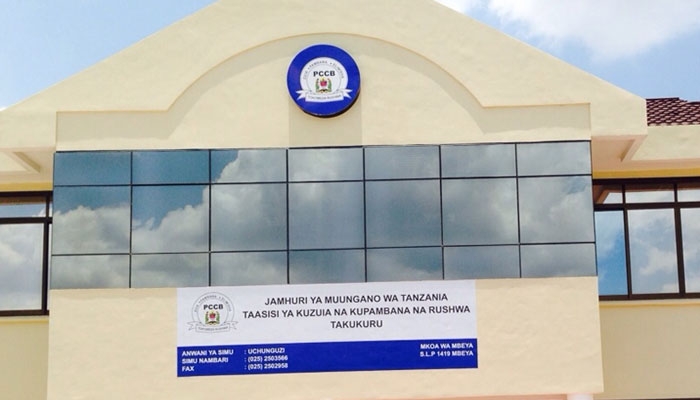 PCCB
JAMHURI YA MUUNGANO WA TANZANIA
TAASISI YA KUZUIA NA KUPAMBANA NA RUSHWA
TAKUKURU
PCCB
ANWANI YA SIMU : UCHUNGUZI
SIMU NAMBARI : (025) 2503566
FAX : (025) 2502958
MKOA WA MBEYA
S.L.P 1419 MBEYA